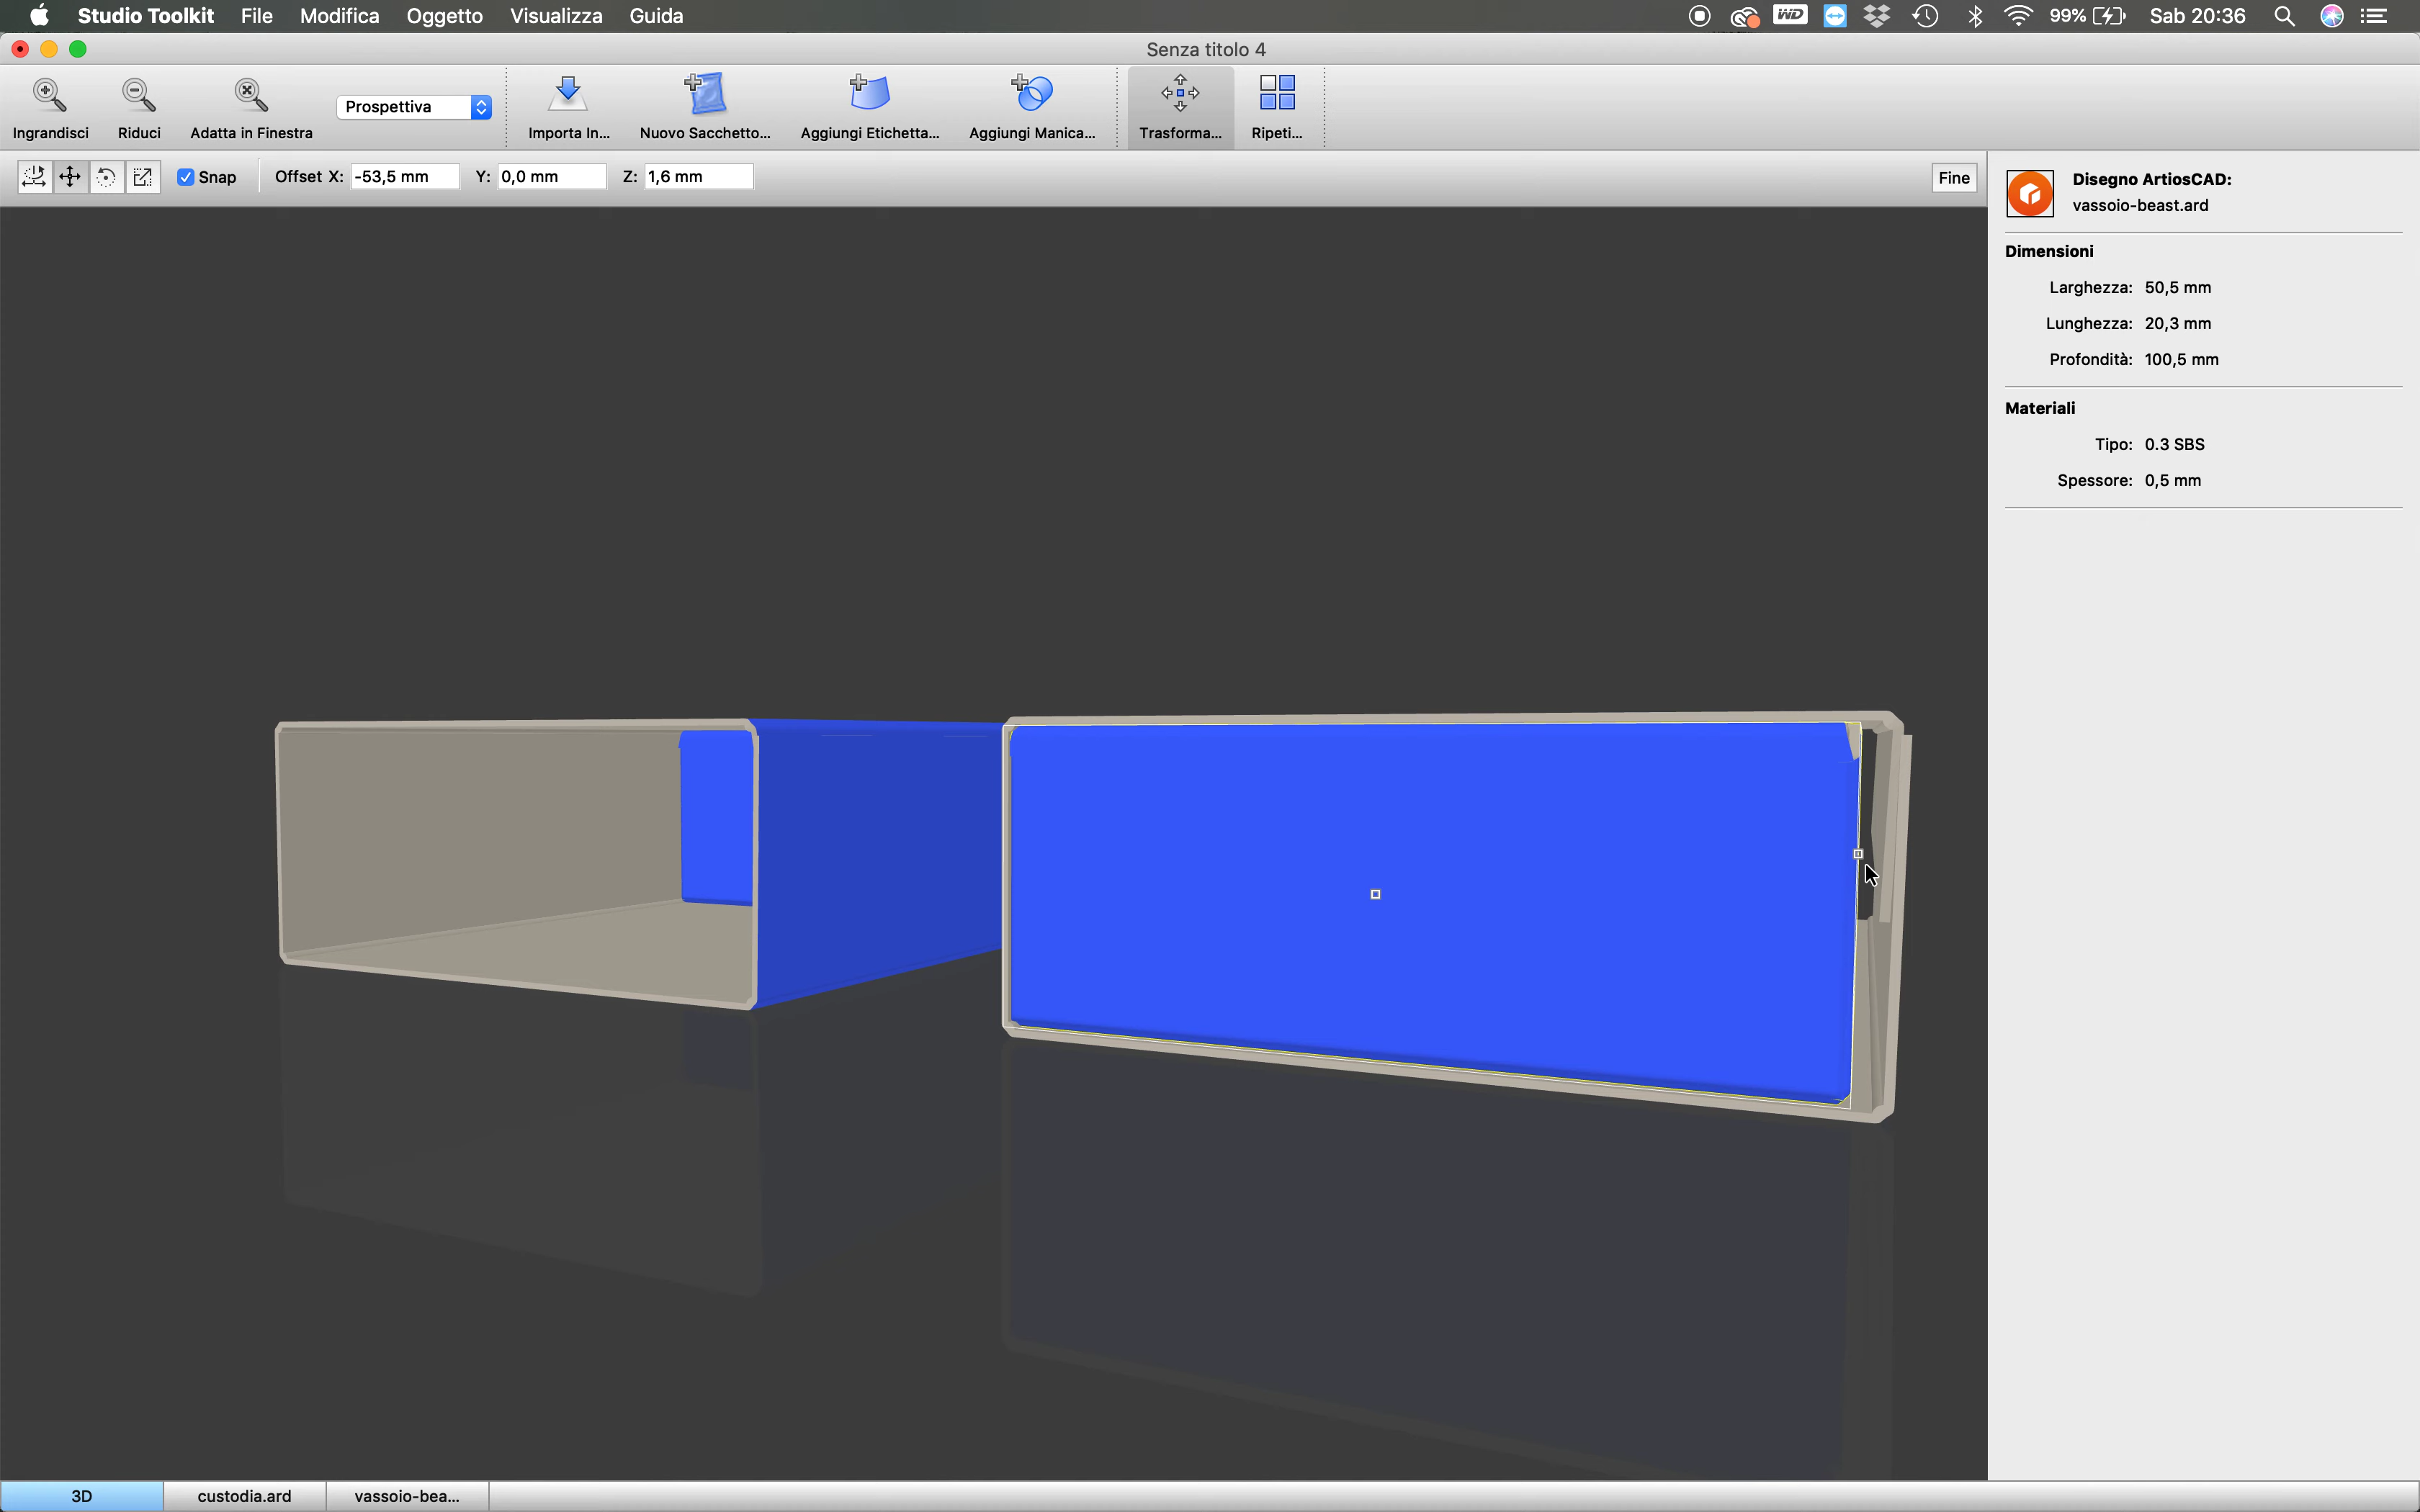 Studio Toolkit File Modifica Oggetto Visualizza Guida WD 99% Sab 20:36
Senza titolo 4
Prospettiva
Ingrandisci Riduci Adatta in Finestra Importa In... Nuovo Sacchetto... Aggiungi Etichetta... Aggiungi Manica... Trasforma... Ripeti...
Snap Offset X: -53,5 mm Y: 0,0 mm Z: 1,6 mm Fine
Disegno ArtiosCAD:
vassoio-beast.ard
Dimensioni
Larghezza: 50,5 mm
Lunghezza: 20,3 mm
Profondità: 100,5 mm
Materiali
Tipo: 0.3 SBS
Spessore: 0,5 mm
3D custodia.ard vassoio-bea...